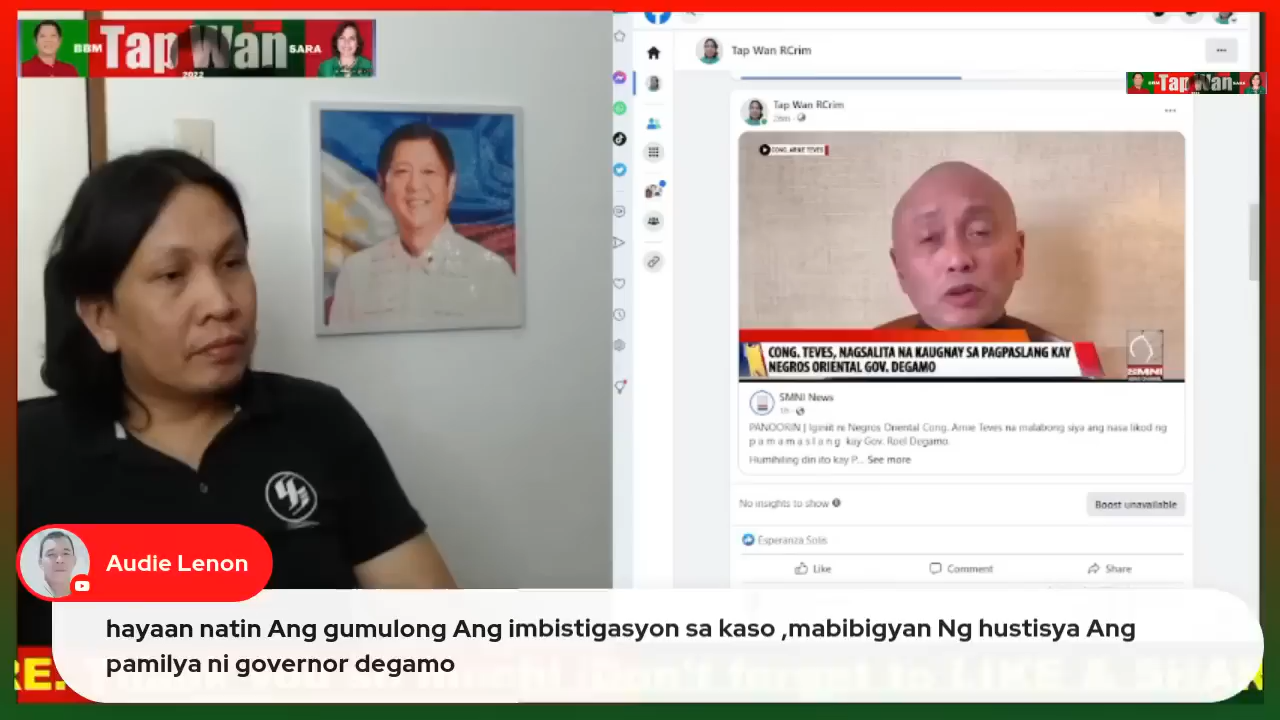 BBM
Tap Wan
SARA
2022
Tap Wan RCrim
Tap Wan
Tap Wan RCrim
CONG. ARNIE TEVES
CONG. TEVES, NAGSALITA NA KAUGNAY SA PAGPASLANG KAY
NEGROS ORIENTAL GOV. DEGAMO
SMNI
SMNI News
PANOORIN | Iginiit ni Negros Oriental Cong. Arnie Teves na malabong siya ang nasa likod ng
p a m a m a s l a n g kay Gov. Roel Degamo.
Humihiling din ito kay P... See more
No insights to show
Boost unavailable
Esperanza Solis
Like
Comment
Share
Audie Lenon
hayaan natin Ang gumulong Ang imbistigasyon sa kaso ,mabibigyan Ng hustisya Ang
pamilya ni governor degamo